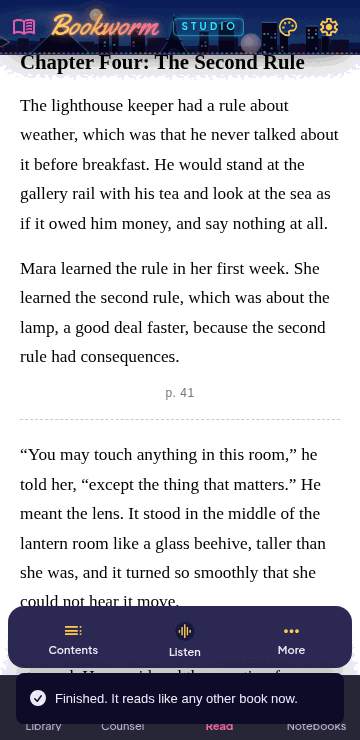 Bookworm STUDIO
Chapter Four: The Second Rule
The lighthouse keeper had a rule about
weather, which was that he never talked about
it before breakfast. He would stand at the
gallery rail with his tea and look at the sea as
if it owed him money, and say nothing at all.
Mara learned the rule in her first week. She
learned the second rule, which was about the
lamp, a good deal faster, because the second
rule had consequences.
p. 41
“You may touch anything in this room,” he
told her, “except the thing that matters.” He
meant the lens. It stood in the middle of the
lantern room like a glass beehive, taller than
she was, and it turned so smoothly that she
could not hear it move.
Contents Listen More
Finished. It reads like any other book now.
Library Counsel Read Notebooks